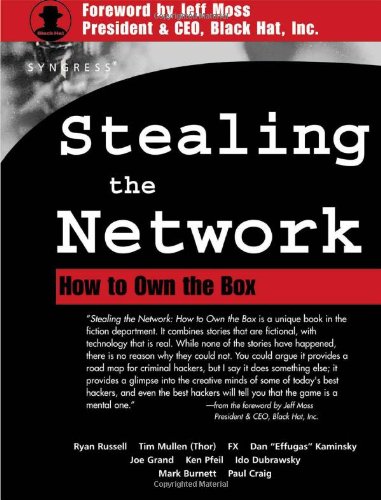 Foreword by Jeff Moss
President & CEO, Black Hat, Inc.
Black Hat
SYNGRESS®
Stealing
the
Network
How to Own the Box
"Stealing the Network: How to Own the Box is a unique book in the
fiction department. It combines stories that are fictional, with
technology that is real. While none of the stories have happened,
there is no reason why they could not. You could argue it provides a
road map for criminal hackers, but I say it does something else; it
provides a glimpse into the creative minds of some of today's best
hackers, and even the best hackers will tell you that the game is a
mental one."
—from the foreword by Jeff Moss
President & CEO, Black Hat, Inc.
Ryan Russell Tim Mullen (Thor) FX Dan "Effugas" Kaminsky
Joe Grand Ken Pfeil Ido Dubrawsky
Mark Burnett Paul Craig
Copyrighted Material